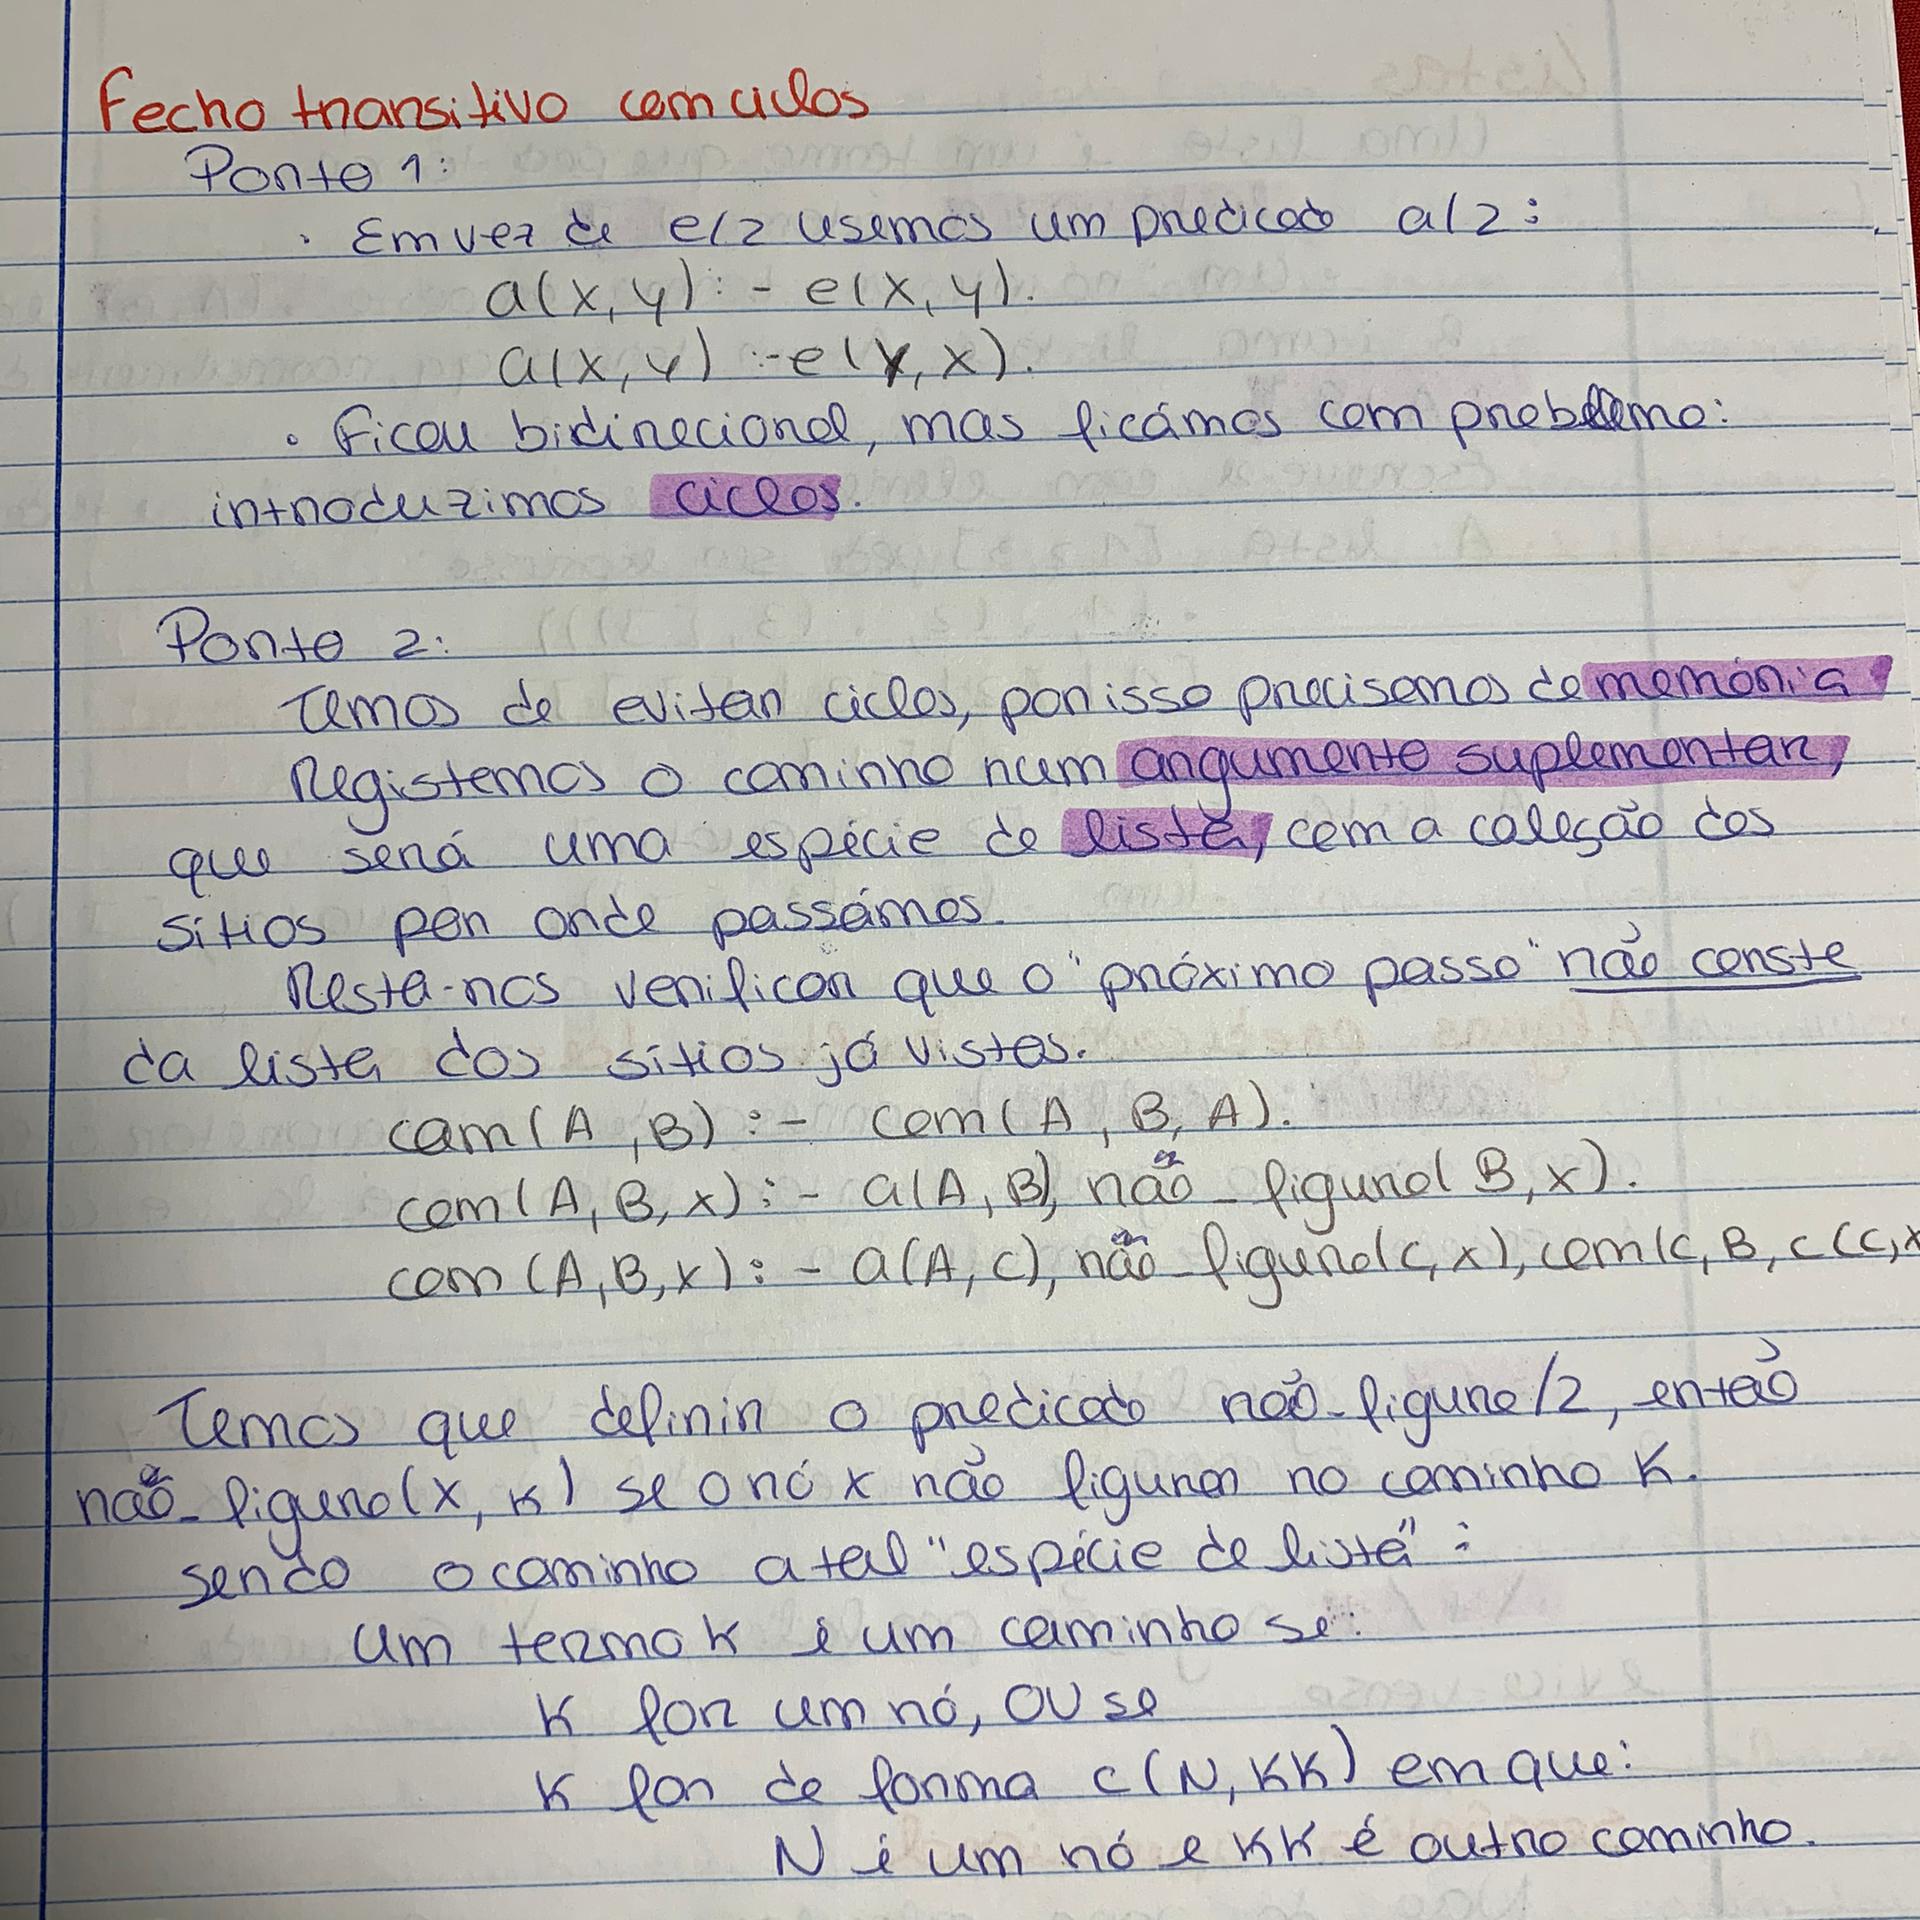 Fecho transitivo com ciclos
Ponto 1:
· Em vez de e/2 usemos um predicado a/2:
a(X, Y) :- e(X, Y).
a(X, Y) :- e(Y, X).
· Ficou bidirecional, mas ficámos com problema:
introduzimos ciclos.
Ponto 2:
Temos de evitar ciclos, por isso precisamos de memória
Registemos o caminho num argumento suplementar,
que será uma espécie de lista, com a coleção dos
sítios por onde passámos.
Resta-nos verificar que o "próximo passo" não conste
da lista dos sítios já vistos.
cam(A, B) :- cam(A, B, A).
cam(A, B, X) :- a(A, B), não_figura(B, X).
cam(A, B, X) :- a(A, C), não_figura(C, X), cam(C, B, c(C, X
Temos que definir o predicado não_figura/2, então
não_figura(X, K) se o nó X não figurar no caminho K.
sendo o caminho a tal "espécie de lista":
Um termo K é um caminho se:
K for um nó, OU se
K for de forma c(N, KK) em que:
N é um nó e KK é outro caminho.